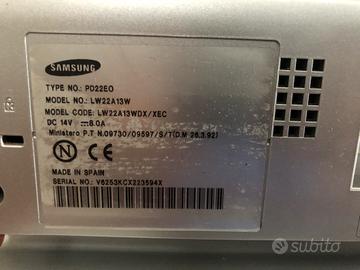 SAMSUNG
TYPE NO.: PD22EO
MODEL NO.: LW22A13W
MODEL CODE: LW22A13WDX/XEC
DC 14V ⎓8.0A
Ministero P.T N.09730/09597/S/T(D.M 26.3.92)
N CE
MADE IN SPAIN
SERIAL NO.: V6253KCX223594X
subito